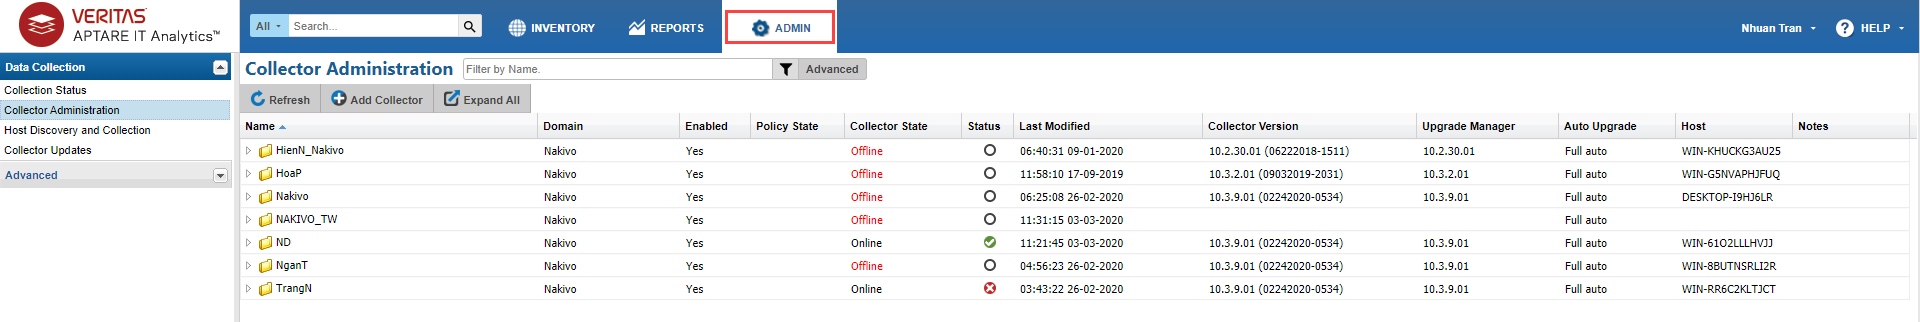 VERITAS
APTARE IT Analytics™
All Search... INVENTORY REPORTS ADMIN Nhuan Tran ? HELP
Data Collection
Collection Status
Collector Administration
Host Discovery and Collection
Collector Updates
Advanced
Collector Administration Filter by Name. Advanced
Refresh Add Collector Expand All
Name Domain Enabled Policy State Collector State Status Last Modified Collector Version Upgrade Manager Auto Upgrade Host Notes
HienN_Nakivo Nakivo Yes Offline 06:40:31 09-01-2020 10.2.30.01 (06222018-1511) 10.2.30.01 Full auto WIN-KHUCKG3AU25
HoaP Nakivo Yes Offline 11:58:10 17-09-2019 10.3.2.01 (09032019-2031) 10.3.2.01 Full auto WIN-G5NVAPHJFUQ
Nakivo Nakivo Yes Offline 06:25:08 26-02-2020 10.3.9.01 (02242020-0534) 10.3.9.01 Full auto DESKTOP-I9HJ6LR
NAKIVO_TW Nakivo Yes Offline 11:31:15 03-03-2020 Full auto
ND Nakivo Yes Online 11:21:45 03-03-2020 10.3.9.01 (02242020-0534) 10.3.9.01 Full auto WIN-61O2LLLHVJJ
NganT Nakivo Yes Offline 04:56:23 26-02-2020 10.3.9.01 (02242020-0534) 10.3.9.01 Full auto WIN-8BUTNSRLI2R
TrangN Nakivo Yes Online 03:43:22 26-02-2020 10.3.9.01 (02242020-0534) 10.3.9.01 Full auto WIN-RR6C2KLTJCT